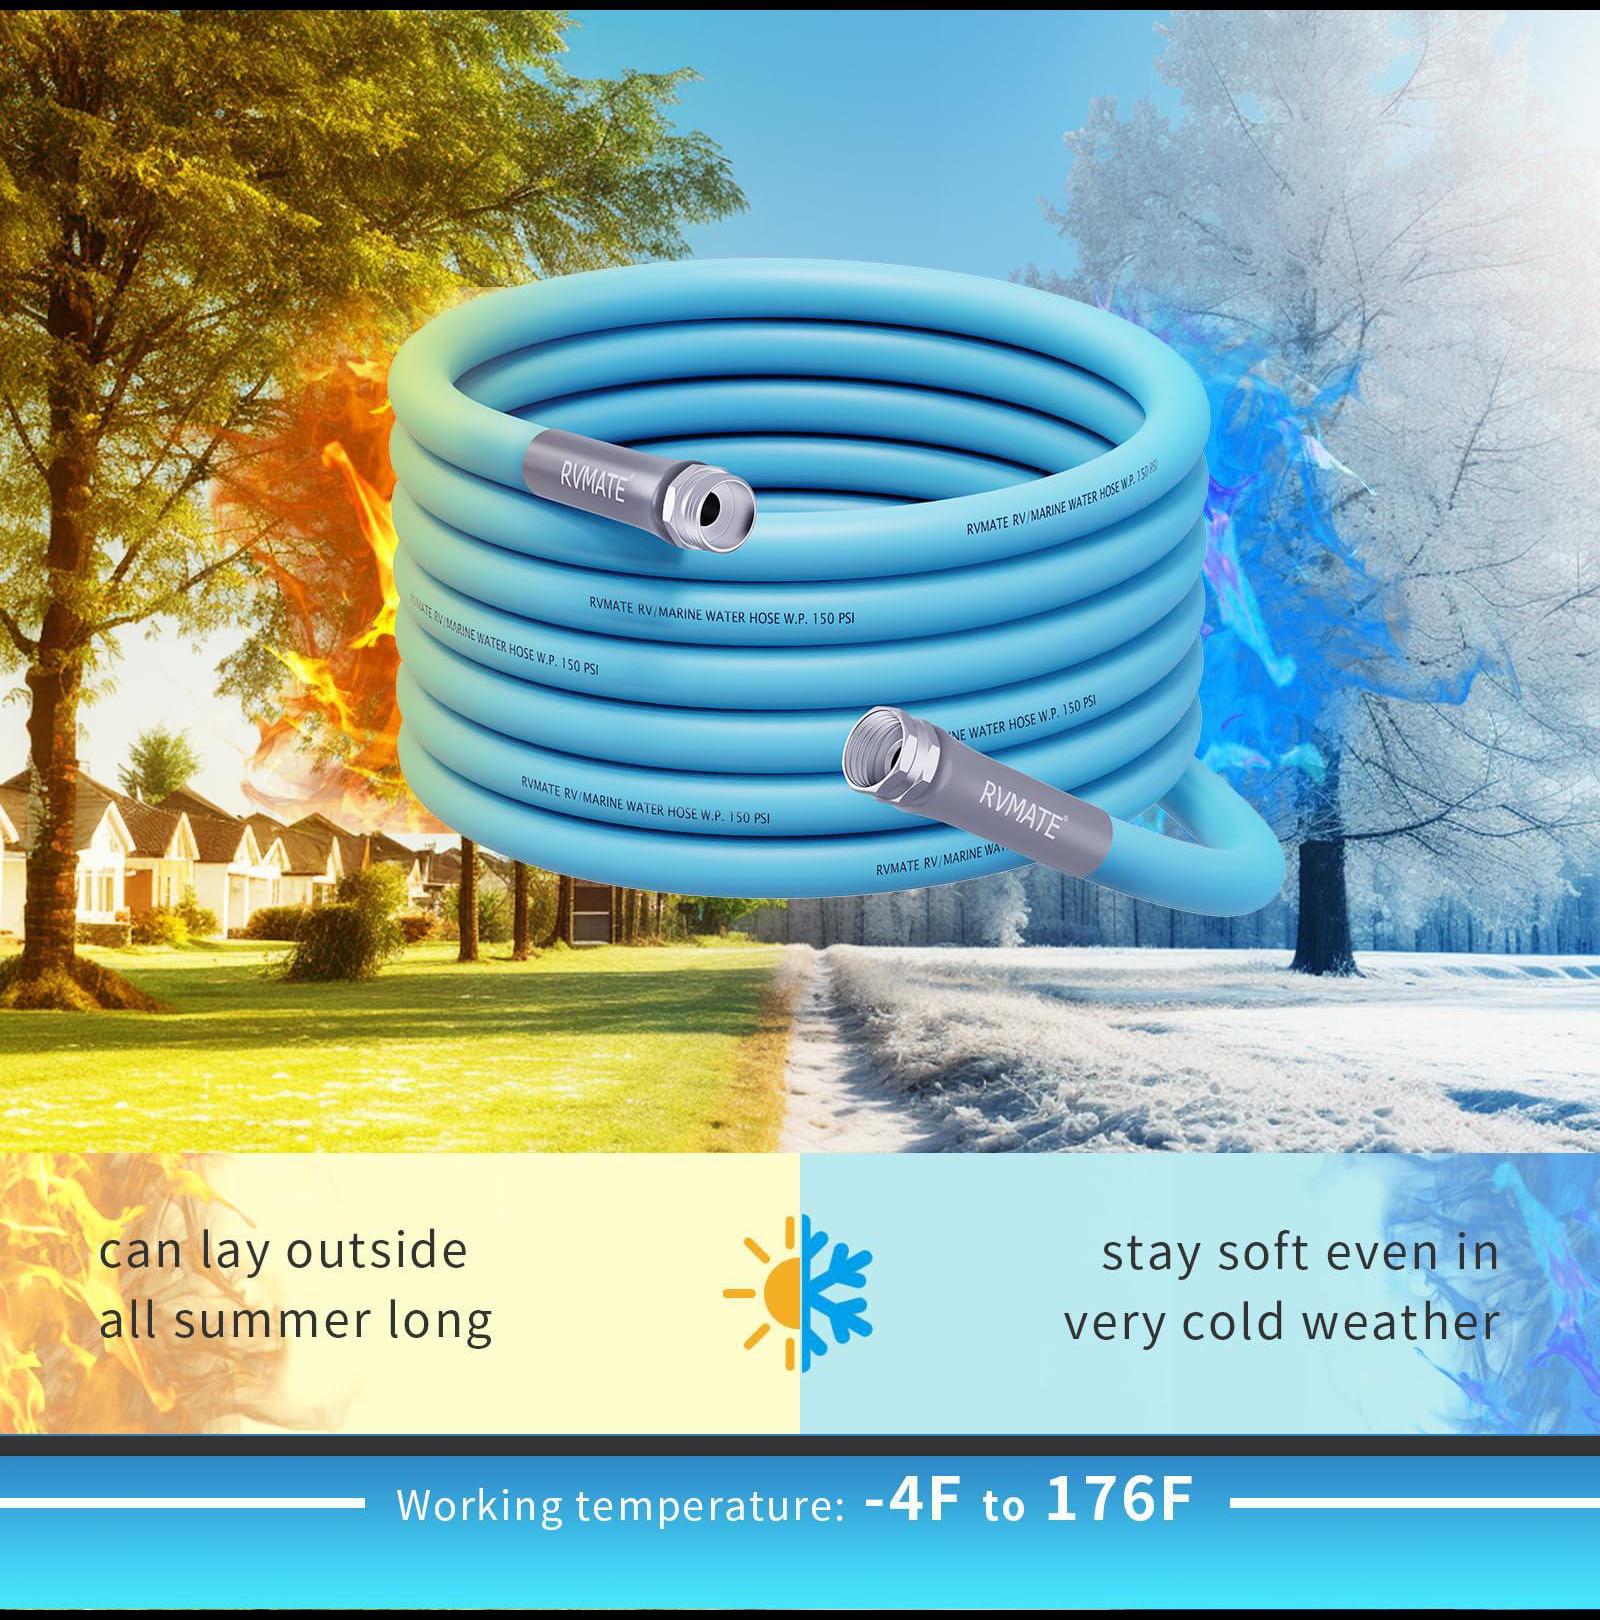 RVMATE
RVMATE RV/MARINE WATER HOSE W.P. 150 PSI
RVMATE RV/MARINE WATER HOSE W.P. 150 PSI
RVMATE RV/MARINE WATER HOSE W.P. 150 PSI
WATER HOSE W.P. 150 PSI
RVMATE®
RVMATE RV/MARINE WATER HOSE W.P. 150 PSI
RVMATE RV/MARINE
can lay outside
all summer long
stay soft even in
very cold weather
Working temperature: -4F to 176F